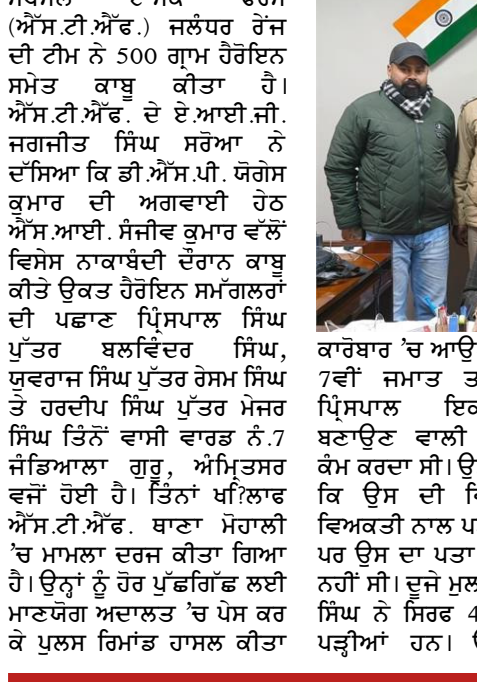 (ਐੱਸ.ਟੀ.ਐੱਫ.) ਜਲੰਧਰ ਰੇਂਜ
ਦੀ ਟੀਮ ਨੇ 500 ਗ੍ਰਾਮ ਹੈਰੋਇਨ
ਸਮੇਤ ਕਾਬੂ ਕੀਤਾ ਹੈ।
ਐੱਸ.ਟੀ.ਐੱਫ. ਦੇ ਏ.ਆਈ.ਜੀ.
ਜਗਜੀਤ ਸਿੰਘ ਸਰੋਆ ਨੇ
ਦੱਸਿਆ ਕਿ ਡੀ.ਐੱਸ.ਪੀ. ਯੋਗੇਸ
ਕੁਮਾਰ ਦੀ ਅਗਵਾਈ ਹੇਠ
ਐੱਸ.ਆਈ. ਸੰਜੀਵ ਕੁਮਾਰ ਵੱਲੋਂ
ਵਿਸੇਸ ਨਾਕਾਬੰਦੀ ਦੌਰਾਨ ਕਾਬੂ
ਕੀਤੇ ਉਕਤ ਹੈਰੋਇਨ ਸਮੱਗਲਰਾਂ
ਦੀ ਪਛਾਣ ਪ੍ਰਿੰਸਪਾਲ ਸਿੰਘ
ਪੁੱਤਰ ਬਲਵਿੰਦਰ ਸਿੰਘ,
ਯੁਵਰਾਜ ਸਿੰਘ ਪੁੱਤਰ ਰੇਸਮ ਸਿੰਘ
ਤੇ ਹਰਦੀਪ ਸਿੰਘ ਪੁੱਤਰ ਮੇਜਰ
ਸਿੰਘ ਤਿੰਨੋਂ ਵਾਸੀ ਵਾਰਡ ਨੰ.7
ਜੰਡਿਆਲਾ ਗੁਰੂ, ਅੰਮ੍ਰਿਤਸਰ
ਵਜੋਂ ਹੋਈ ਹੈ। ਤਿੰਨਾਂ ਖ?ਿਲਾਫ
ਐੱਸ.ਟੀ.ਐੱਫ. ਥਾਣਾ ਮੋਹਾਲੀ
'ਚ ਮਾਮਲਾ ਦਰਜ ਕੀਤਾ ਗਿਆ
ਹੈ। ਉਨ੍ਹਾਂ ਨੂੰ ਹੋਰ ਪੁੱਛਗਿੱਛ ਲਈ
ਮਾਣਯੋਗ ਅਦਾਲਤ 'ਚ ਪੇਸ ਕਰ
ਕੇ ਪੁਲਸ ਰਿਮਾਂਡ ਹਾਸਲ ਕੀਤਾ
ਕਾਰੋਬਾਰ 'ਚ ਆਉ
7ਵੀਂ ਜਮਾਤ
ਪ੍ਰਿੰਸਪਾਲ
ਬਣਾਉਣ ਵਾਲੀ
ਕੰਮ ਕਰਦਾ ਸੀ। ਉ
ਕਿ ਉਸ ਦੀ
ਵਿਅਕਤੀ ਨਾਲ ਪ
ਪਰ ਉਸ ਦਾ ਪਤਾ
ਨਹੀਂ ਸੀ। ਦੂਜੇ ਮੁਲ
ਸਿੰਘ ਨੇ ਸਿਰਫ 4
ਪੜ੍ਹੀਆਂ ਹਨ।